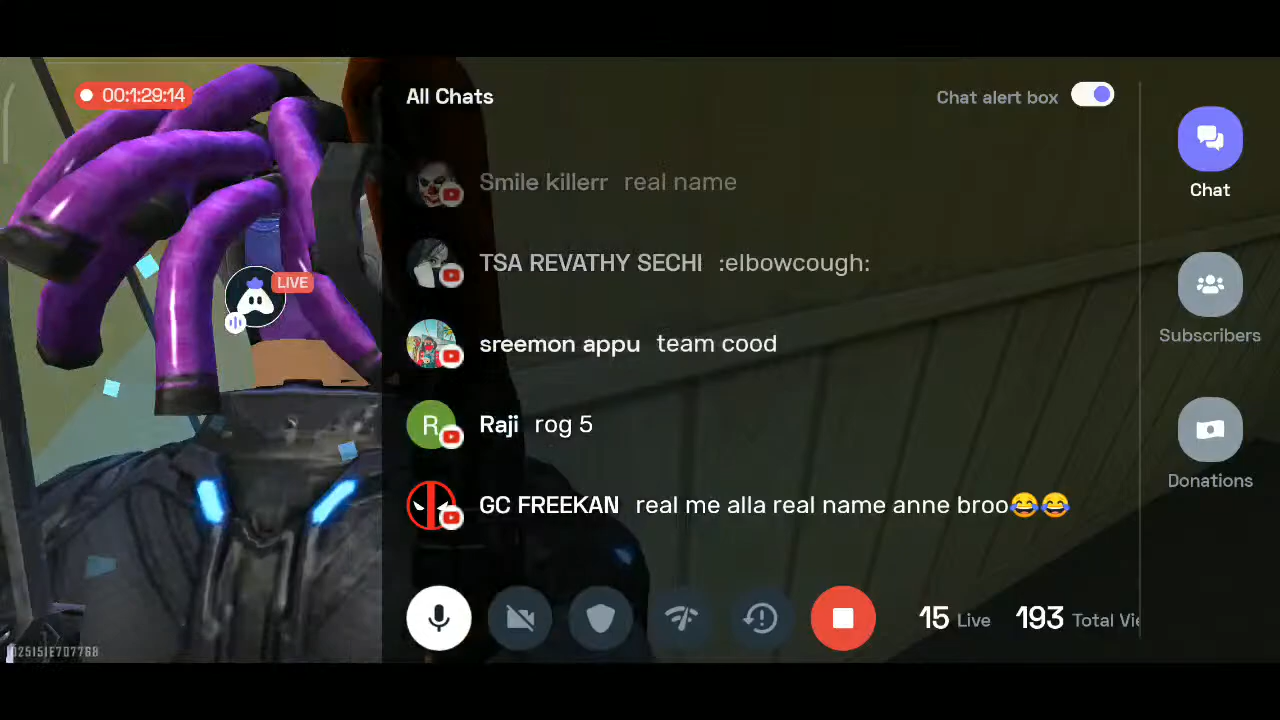 00:1:29:14
All Chats
Chat alert box
Smile killerr real name
Chat
TSA REVATHY SECHI :elbowcough:
LIVE
sreemon appu team cood
Subscribers
R Raji rog 5
Donations
GC FREEKAN real me alla real name anne broo😂😂
15 Live 193 Total Vie